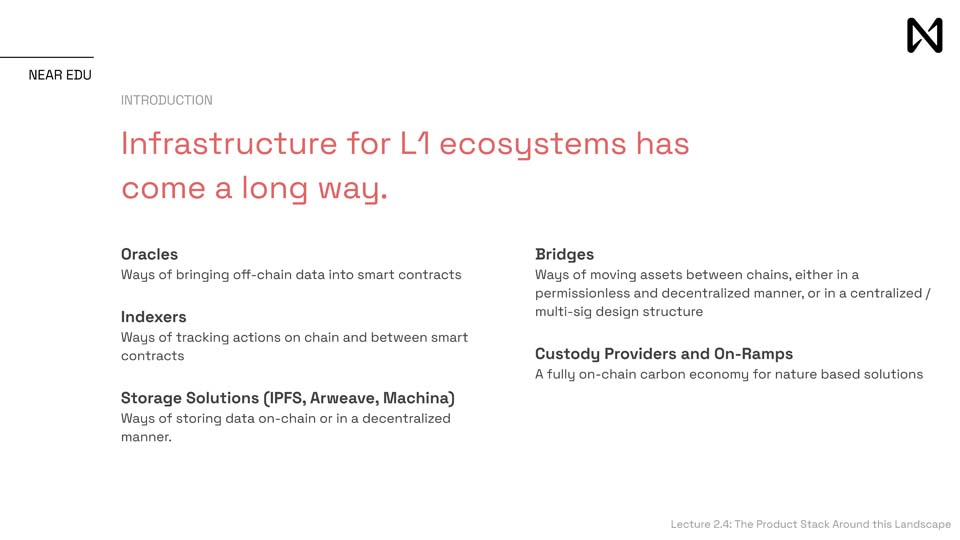 NEAR EDU
INTRODUCTION
Infrastructure for L1 ecosystems has
come a long way.
Oracles
Ways of bringing off-chain data into smart contracts
Indexers
Ways of tracking actions on chain and between smart
contracts
Storage Solutions (IPFS, Arweave, Machina)
Ways of storing data on-chain or in a decentralized
manner.
Bridges
Ways of moving assets between chains, either in a
permissionless and decentralized manner, or in a centralized /
multi-sig design structure
Custody Providers and On-Ramps
A fully on-chain carbon economy for nature based solutions
Lecture 2.4: The Product Stack Around this Landscape